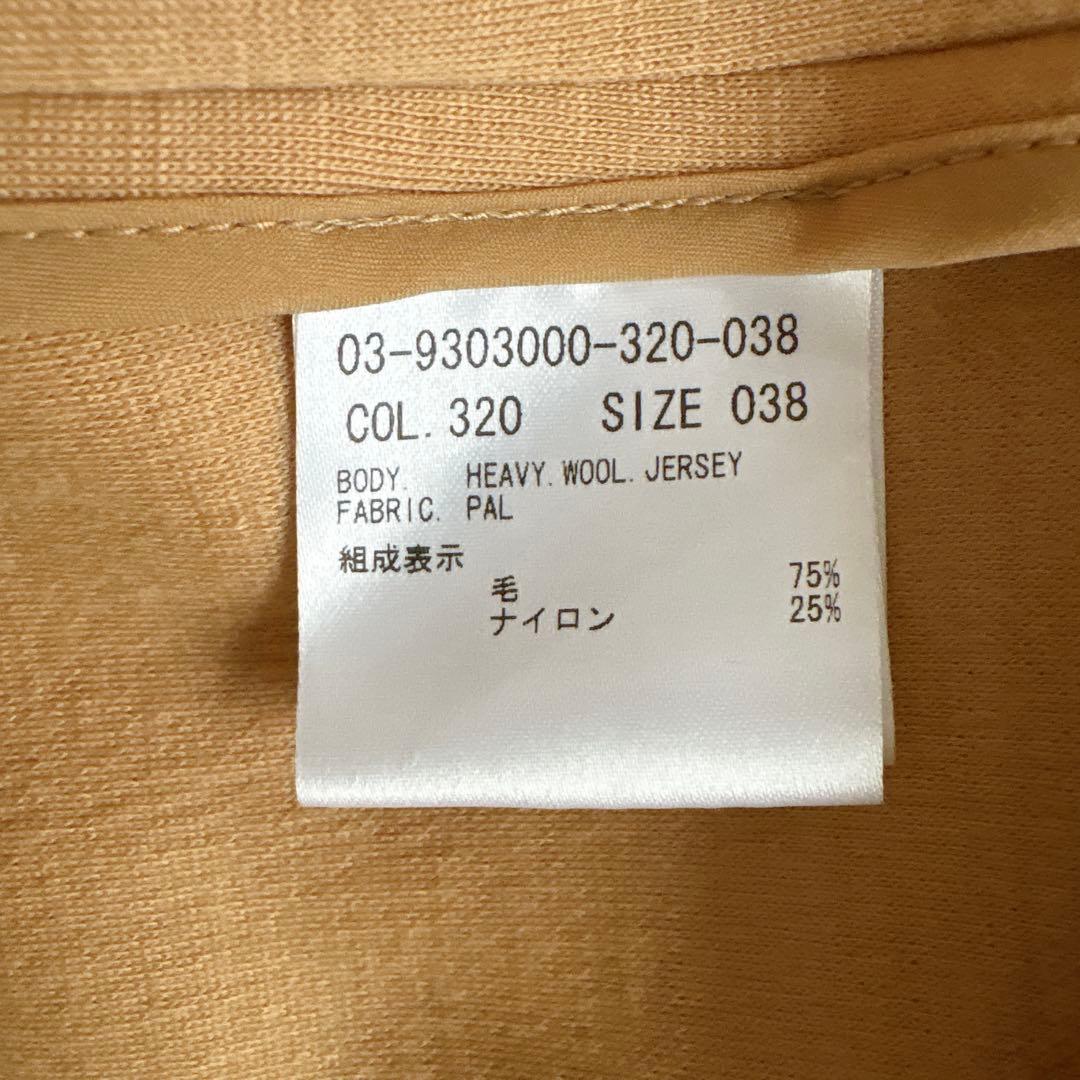 03-9303000-320-038
COL. 320 SIZE 038
BODY. HEAVY. WOOL. JERSEY
FABRIC. PAL
組成表示
毛 75%
ナイロン 25%